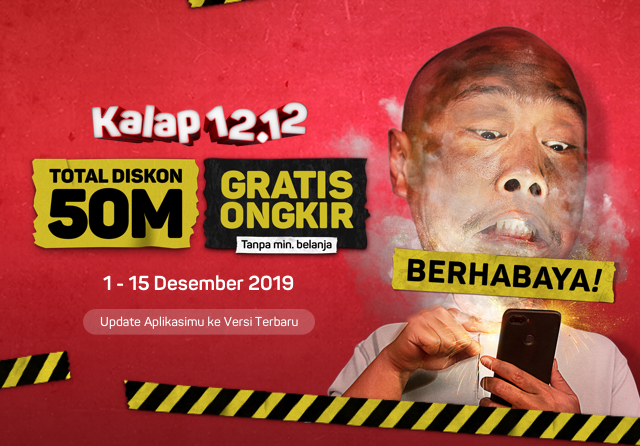 Kalap 12.12
TOTAL DISKON
50M
GRATIS
ONGKIR
Tanpa min. belanja
1 - 15 Desember 2019
Update Aplikasimu ke Versi Terbaru
BERHABAYA!